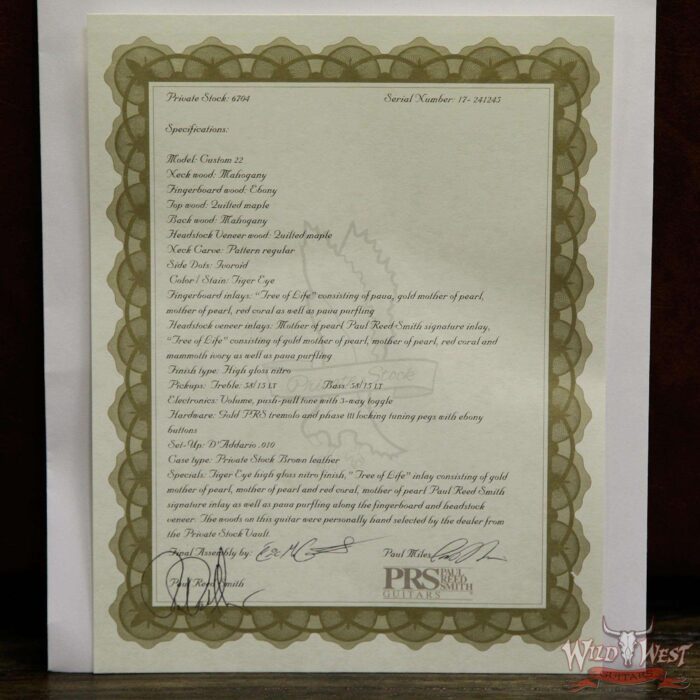 Private Stock: 6704 Serial Number: 17- 241245
Specifications:
Model: Custom 22
Neck wood: Mahogany
Fingerboard wood: Ebony
Top wood: Quilted maple
Back wood: Mahogany
Headstock Veneer wood: Quilted maple
Neck Carve: Pattern regular
Side Dots: Ivoroid
Color / Stain: Tiger Eye
Fingerboard inlays: "Tree of Life" consisting of paua, gold mother of pearl,
mother of pearl, red coral as well as paua purfling
Headstock veneer inlays: Mother of pearl Paul Reed Smith signature inlay,
"Tree of Life" consisting of gold mother of pearl, mother of pearl, red coral and
mammoth ivory as well as paua purfling
Finish type: High gloss nitro
Pickups: Treble: 58/15 LT Bass: 58/15 LT
Electronics: Volume, push-pull tone with 3-way toggle
Hardware: Gold PRS tremolo and phase III locking tuning pegs with ebony
buttons
Set-Up: D'Addario .010
Case type: Private Stock Brown leather
Specials: Tiger Eye high gloss nitro finish, "Tree of Life" inlay consisting of gold
mother of pearl, mother of pearl and red coral, mother of pearl Paul Reed Smith
signature inlay as well as paua purfling along the fingerboard and headstock
veneer. The woods on this guitar were personally hand selected by the dealer from
the Private Stock Vault.
Final Assembly by: Paul Miles
Paul Reed Smith
PRS PAUL REED SMITH
GUITARS
Private Stock
WILD WEST
GUITARS